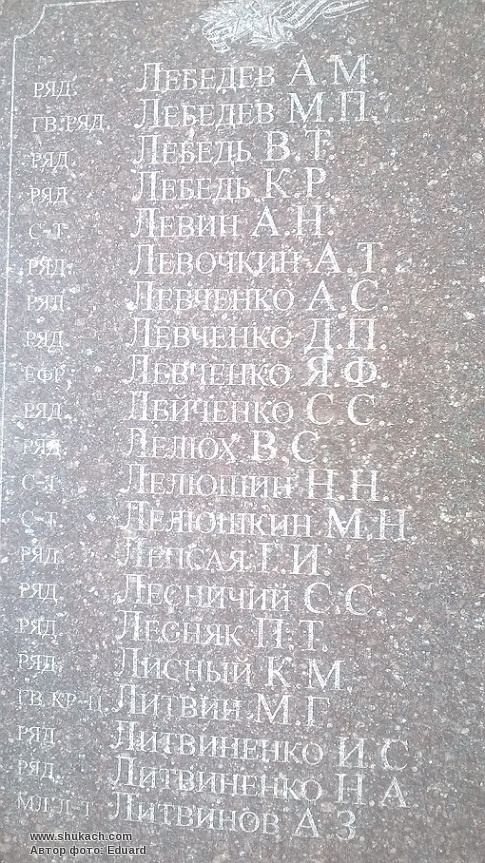 РЯД. ЛЕБЕДЕВ А.М.
ГВ.РЯД. ЛЕБЕДЕВ М.П.
РЯД. ЛЕБЕДЬ В.Т.
РЯД. ЛЕБЕДЬ К.Р.
С-Т. ЛЕВИН А.Н.
РЯД. ЛЕВОЧКИН А.Т.
РЯД. ЛЕВЧЕНКО А.С.
РЯД. ЛЕВЧЕНКО Д.П.
ЕФР. ЛЕВЧЕНКО Я.Ф.
РЯД. ЛЕЙЧЕНКО С.С.
РЯД. ЛЕЛЮХ В.С.
С-Т. ЛЕЛЮШИН Н.Н.
С-Т. ЛЕЛЮШКИН М.Н.
РЯД. ЛЕПСАЯ Г.И.
РЯД. ЛЕСНИЧИЙ С.С.
РЯД. ЛЕСНЯК П.Т.
РЯД. ЛИСНЫЙ К.М.
ГВ.КР-Ц. ЛИТВИН М.Г.
РЯД. ЛИТВИНЕНКО И.С.
РЯД. ЛИТВИНЕНКО Н.А.
МЛ.Л-Т ЛИТВИНОВ А.З.
www.shukach.com
Автор фото: Eduard